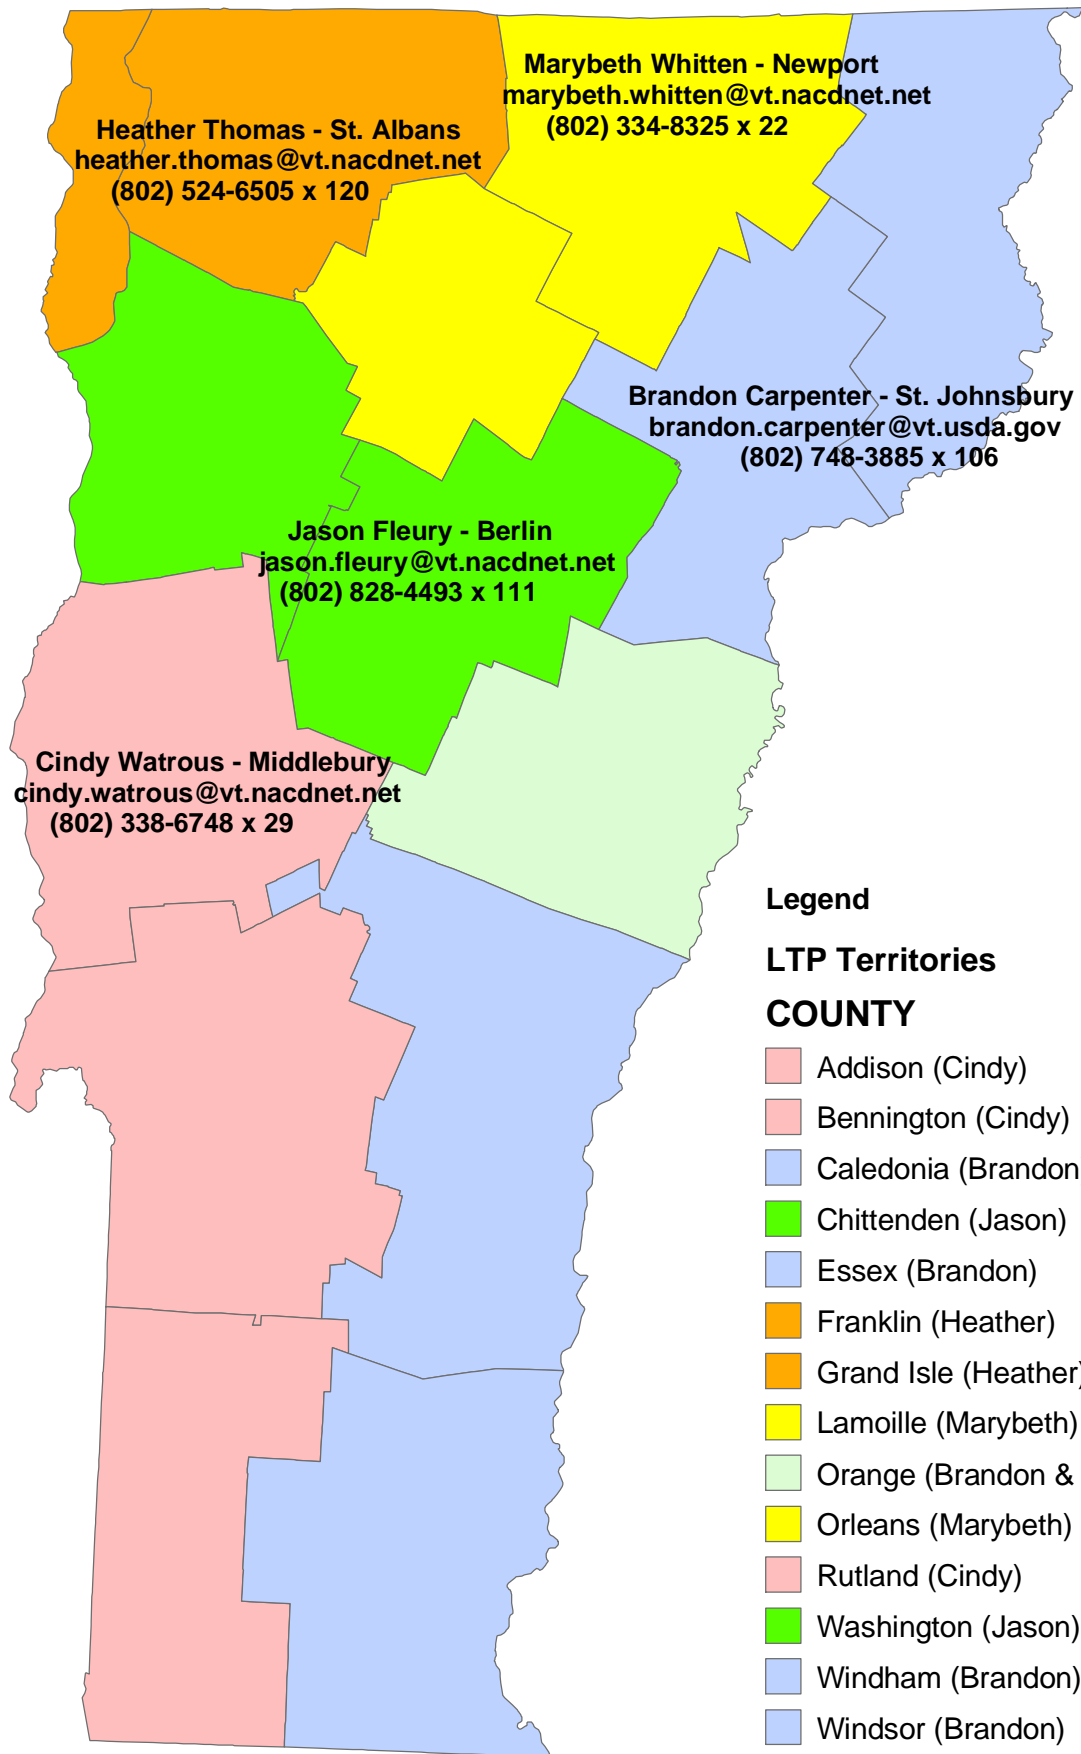 Marybeth Whitten - Newport
marybeth.whitten@vt.nacdnet.net
(802) 334-8325 x 22
Heather Thomas - St. Albans
heather.thomas@vt.nacdnet.net
(802) 524-6505 x 120
Brandon Carpenter - St. Johnsbury
brandon.carpenter@vt.usda.gov
(802) 748-3885 x 106
Jason Fleury - Berlin
jason.fleury@vt.nacdnet.net
(802) 828-4493 x 111
Cindy Watrous - Middlebury
cindy.watrous@vt.nacdnet.net
(802) 338-6748 x 29
Legend
LTP Territories
COUNTY
Addison (Cindy)
Bennington (Cindy)
Caledonia (Brandon
Chittenden (Jason)
Essex (Brandon)
Franklin (Heather)
Grand Isle (Heather)
Lamoille (Marybeth)
Orange (Brandon &
Orleans (Marybeth)
Rutland (Cindy)
Washington (Jason)
Windham (Brandon)
Windsor (Brandon)